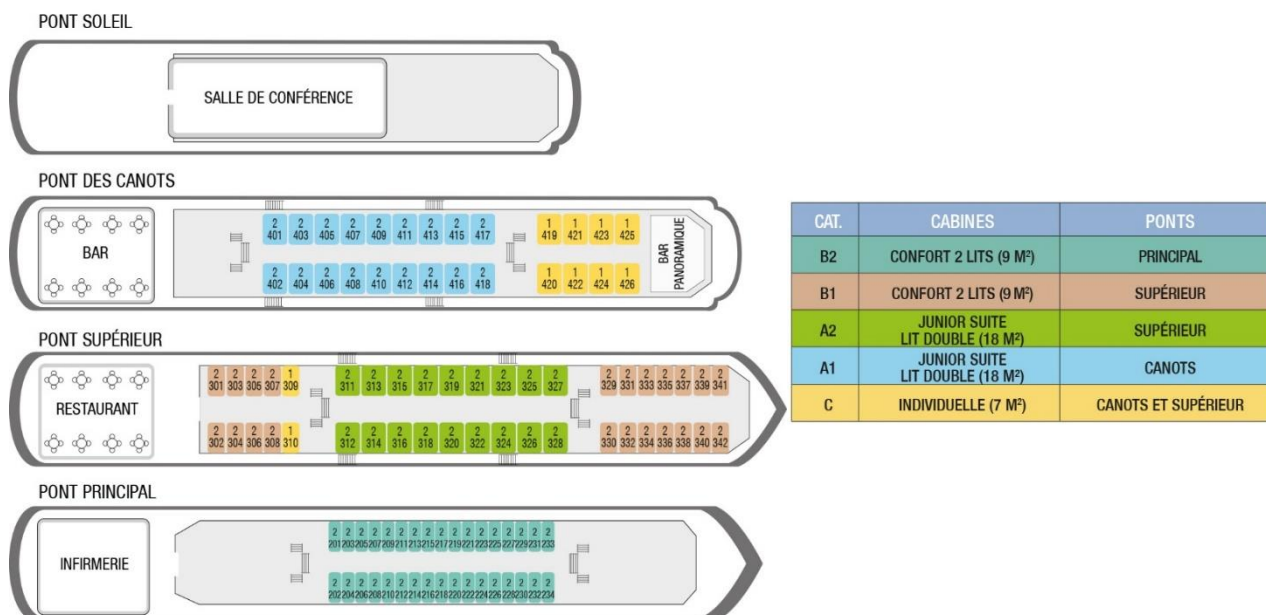 PONT SOLEIL
SALLE DE CONFÉRENCE
PONT DES CANOTS
BAR
2 2 2 2 2 2 2 2 2 1 1 1 1
401 403 405 407 409 411 413 415 417 419 421 423 425
2 2 2 2 2 2 2 2 2 1 1 1 1
402 404 406 408 410 412 414 416 418 420 422 424 426
BAR
PANORAMIQUE
PONT SUPÉRIEUR
RESTAURANT
2 2 2 2 1 2 2 2 2 2 2 2 2 2 2 2 2 2 2 2 2
301 303 305 307 309 311 313 315 317 319 321 323 325 327 329 331 333 335 337 339 341
2 2 2 2 1 2 2 2 2 2 2 2 2 2 2 2 2 2 2 2 2
302 304 306 308 310 312 314 316 318 320 322 324 326 328 330 332 334 336 338 340 342
PONT PRINCIPAL
INFIRMERIE
2 2 2 2 2 2 2 2 2 2 2 2 2 2 2 2 2
201 203 205 207 209 211 213 215 217 219 221 223 225 227 229 231 233
2 2 2 2 2 2 2 2 2 2 2 2 2 2 2 2 2
202 204 206 208 210 212 214 216 218 220 222 224 226 228 230 232 234
CAT. CABINES PONTS
B2 CONFORT 2 LITS (9 M²) PRINCIPAL
B1 CONFORT 2 LITS (9 M²) SUPÉRIEUR
A2 JUNIOR SUITE
LIT DOUBLE (18 M²) SUPÉRIEUR
A1 JUNIOR SUITE
LIT DOUBLE (18 M²) CANOTS
C INDIVIDUELLE (7 M²) CANOTS ET SUPÉRIEUR